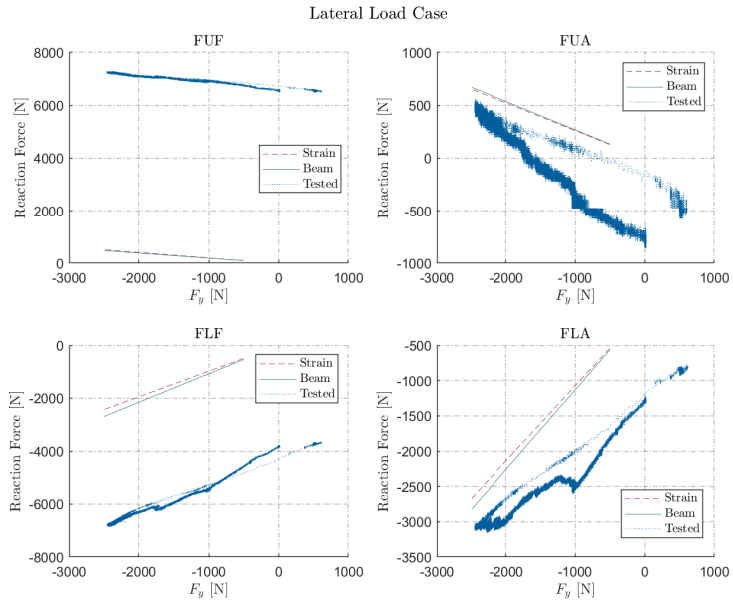 Lateral Load Case
FUF
8000
6000
4000
2000
0
-3000 -2000 -1000 0 1000
Reaction Force [N]
F_y [N]
Strain
Beam
Tested
FUA
1000
500
0
-500
-1000
-3000 -2000 -1000 0 1000
Reaction Force [N]
F_y [N]
Strain
Beam
Tested
FLF
0
-2000
-4000
-6000
-8000
-3000 -2000 -1000 0 1000
Reaction Force [N]
F_y [N]
Strain
Beam
Tested
FLA
-500
-1000
-1500
-2000
-2500
-3000
-3500
-3000 -2000 -1000 0 1000
Reaction Force [N]
F_y [N]
Strain
Beam
Tested